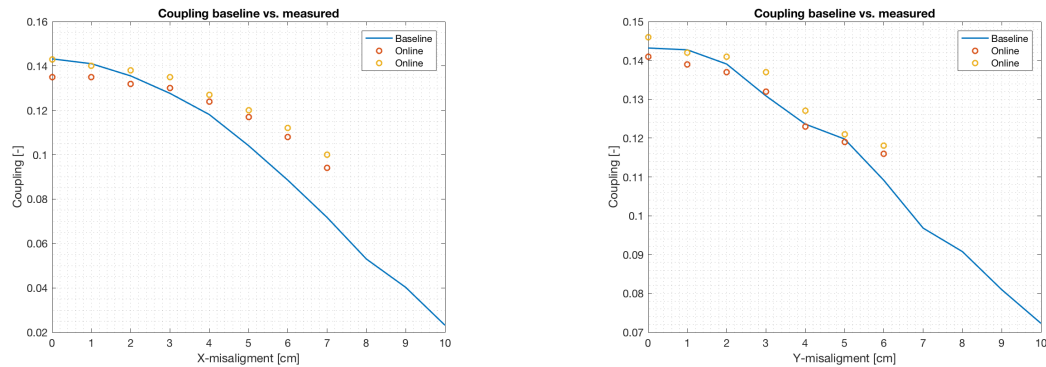 Coupling baseline vs. measured
0.16
0.14
0.12
0.1
0.08
0.06
0.04
0.02
Coupling [-]
0 1 2 3 4 5 6 7 8 9 10
X-misaligment [cm]
Baseline
Online
Online
Coupling baseline vs. measured
0.15
0.14
0.13
0.12
0.11
0.1
0.09
0.08
0.07
Coupling [-]
0 1 2 3 4 5 6 7 8 9 10
Y-misaligment [cm]
Baseline
Online
Online